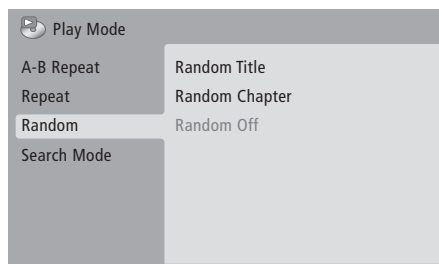 Play Mode
A-B Repeat
Repeat
Random
Search Mode
Random Title
Random Chapter
Random Off